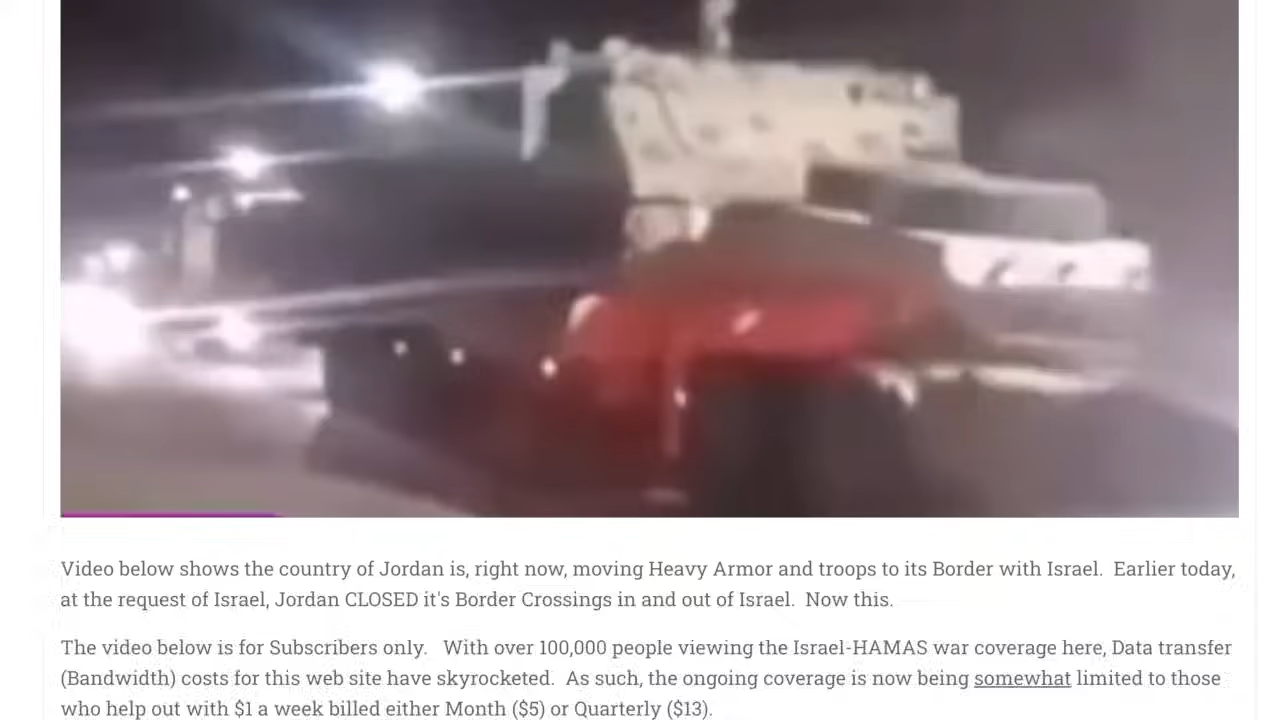 Video below shows the country of Jordan is, right now, moving Heavy Armor and troops to its Border with Israel.  Earlier today,
at the request of Israel, Jordan CLOSED it's Border Crossings in and out of Israel.  Now this.
The video below is for Subscribers only.   With over 100,000 people viewing the Israel-HAMAS war coverage here, Data transfer
(Bandwidth) costs for this web site have skyrocketed.  As such, the ongoing coverage is now being somewhat limited to those
who help out with $1 a week billed either Month ($5) or Quarterly ($13).